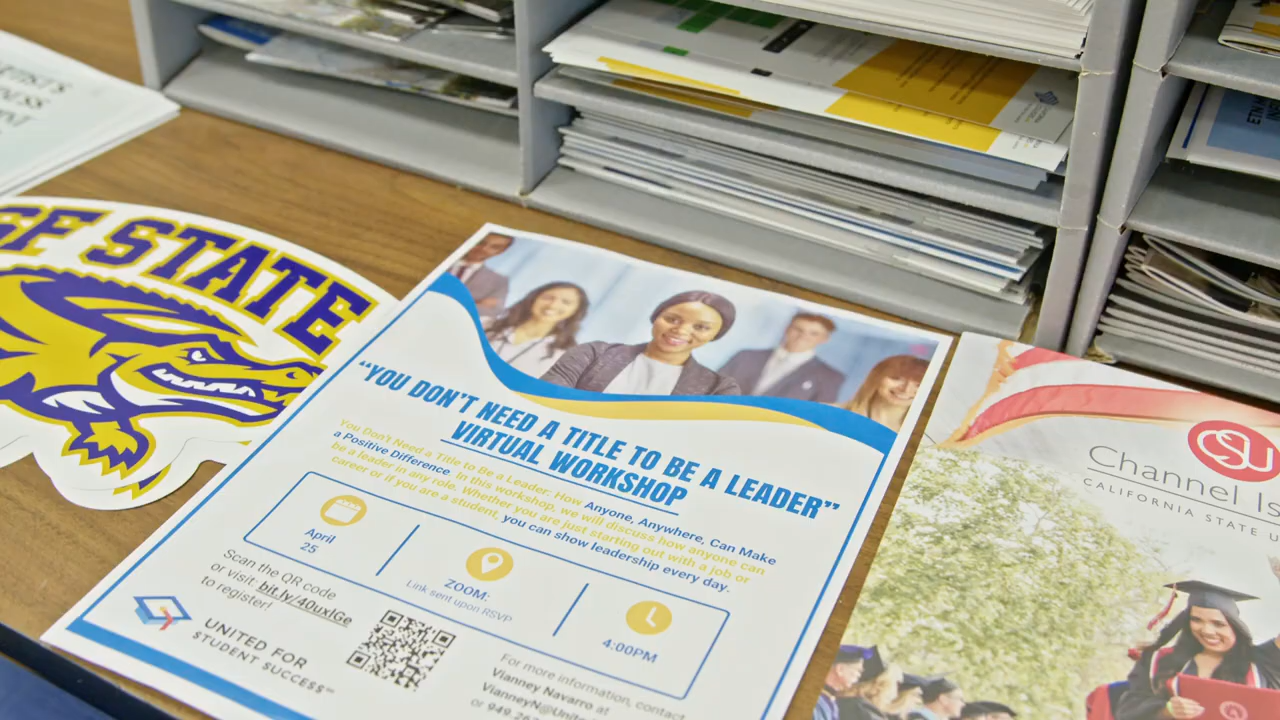 SF STATE
"YOU DON'T NEED A TITLE TO BE A LEADER"
VIRTUAL WORKSHOP
You Don't Need a Title to Be a Leader: How Anyone, Anywhere, Can Make
a Positive Difference. In this workshop, we will discuss how anyone can
be a leader in any role. Whether you are just starting out with a job or
career or if you are a student, you can show leadership every day.
April
25
ZOOM:
Link sent upon RSVP
4:00PM
Scan the QR code
or visit: bit.ly/40uxlGe
to register!
UNITED FOR
STUDENT SUCCESS
For more information, contact
Vianney Navarro at
or 949
Channel
CALIFORNIA STATE